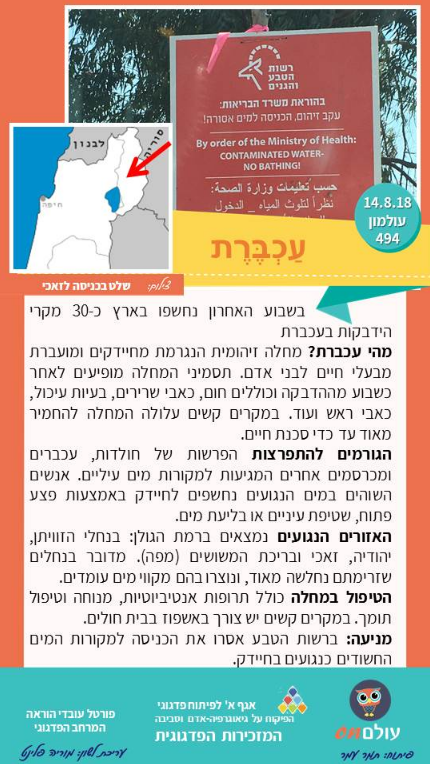 רשות
הטבע
והגנים
בהוראת משרד הבריאות:
עקב זיהום, הכניסה למים אסורה!
By order of the Ministry of Health:
CONTAMINATED WATER-
NO BATHING!
حسب تعليمات وزارة الصحة:
نظرا لتلوث المياه _ الدخول
לבנון
סוריה
חיפה
14.8.18
עולמון
494
עַכְבֶּרֶת
צילום: שלט בכניסה לזאכי
בשבוע האחרון נחשפו בארץ כ-30 מקרי
הידבקות בעכברת
מהי עכברת? מחלה זיהומית הנגרמת מחיידקים ומועברת
מבעלי חיים לבני אדם. תסמיני המחלה מופיעים לאחר
כשבוע מההדבקה וכוללים חום, כאבי שרירים, בעיות עיכול,
כאבי ראש ועוד. במקרים קשים עלולה המחלה להחמיר
מאוד עד כדי סכנת חיים.
הגורמים להתפרצות הפרשות של חולדות, עכברים
ומכרסמים אחרים המגיעות למקורות מים עיליים. אנשים
השוהים במים הנגועים נחשפים לחיידק באמצעות פצע
פתוח, שטיפת עיניים או בליעת מים.
האזורים הנגועים נמצאים ברמת הגולן: בנחלי הזוויתן,
יהודיה, זאכי ובריכת המשושים (מפה). מדובר בנחלים
שזרימתם נחלשה מאוד, ונוצרו בהם מקווי מים עומדים.
הטיפול במחלה כולל תרופות אנטיביוטיות, מנוחה וטיפול
תומך. במקרים קשים יש צורך באשפוז בבית חולים.
מניעה: ברשות הטבע אסרו את הכניסה למקורות המים
החשודים כנגועים בחיידק.
עולמון
פיתוח: תמר עמר
אגף א' לפיתוח פדגוגי
הפיקוח על גיאוגרפיה-אדם וסביבה
המזכירות הפדגוגית
פורטל עובדי הוראה
המרחב הפדגוגי
עריכת לשון: מוריה פלינט